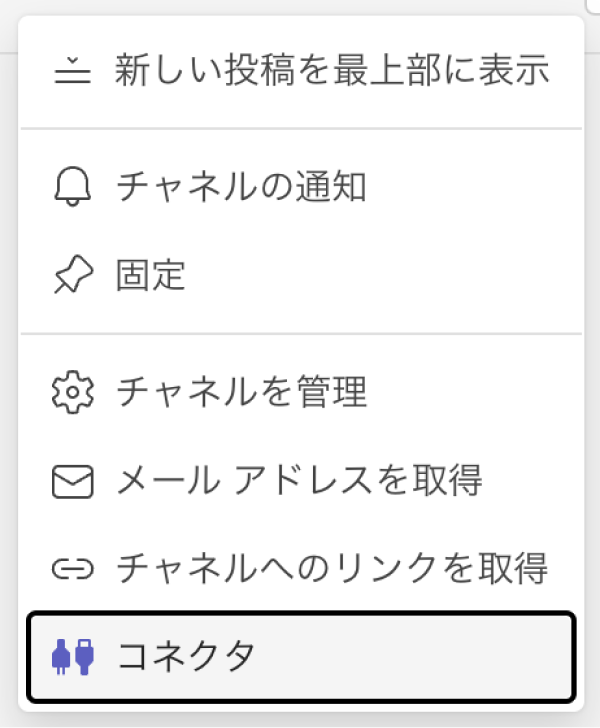 新しい投稿を最上部に表示
チャネルの通知
固定
チャネルを管理
メール アドレスを取得
チャネルへのリンクを取得
コネクタ